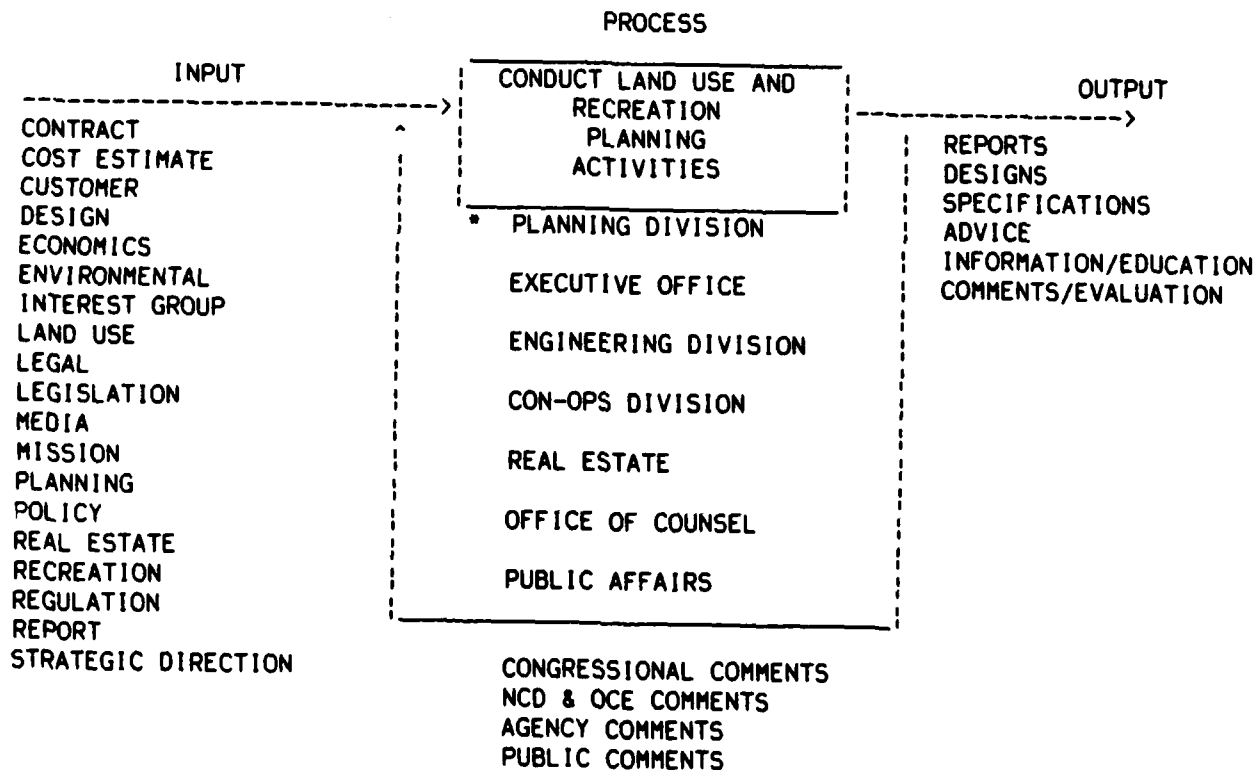 PROCESS
INPUT
CONDUCT LAND USE AND
RECREATION
PLANNING
ACTIVITIES
OUTPUT
CONTRACT
COST ESTIMATE
CUSTOMER
DESIGN
ECONOMICS
ENVIRONMENTAL
INTEREST GROUP
LAND USE
LEGAL
LEGISLATION
MEDIA
MISSION
PLANNING
POLICY
REAL ESTATE
RECREATION
REGULATION
REPORT
STRATEGIC DIRECTION
* PLANNING DIVISION
EXECUTIVE OFFICE
ENGINEERING DIVISION
CON-OPS DIVISION
REAL ESTATE
OFFICE OF COUNSEL
PUBLIC AFFAIRS
REPORTS
DESIGNS
SPECIFICATIONS
ADVICE
INFORMATION/EDUCATION
COMMENTS/EVALUATION
CONGRESSIONAL COMMENTS
NCD & OCE COMMENTS
AGENCY COMMENTS
PUBLIC COMMENTS